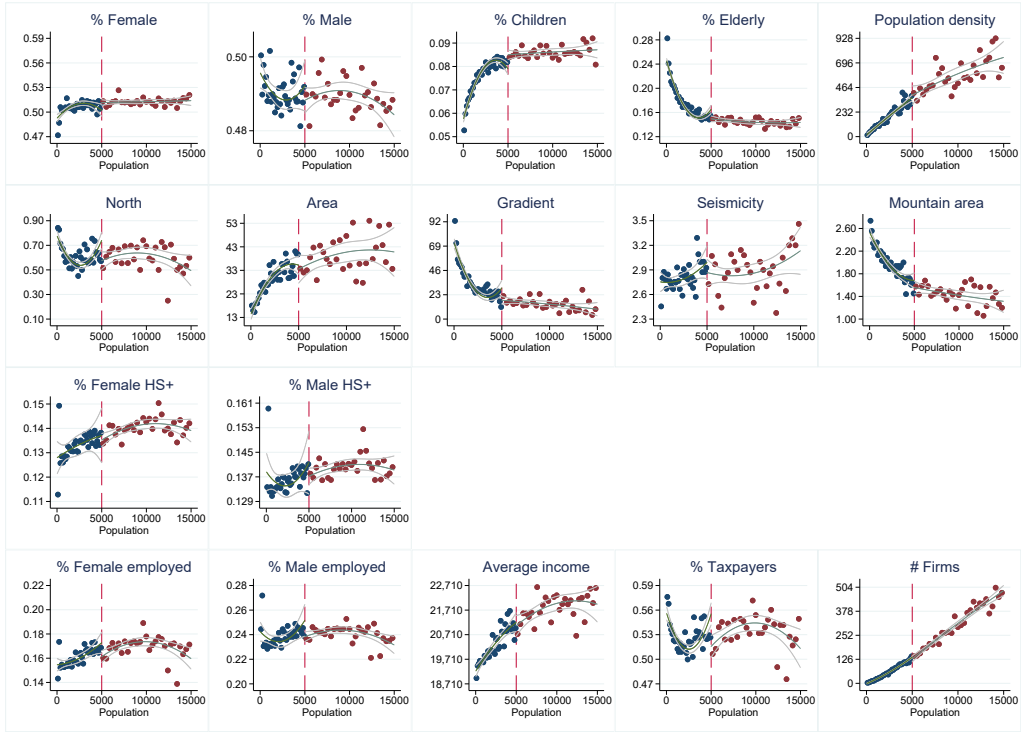 % Female
0.59
0.56
0.53
0.50
0.47
0 5000 10000 15000
Population
% Male
0.50
0.48
0 5000 10000 15000
Population
% Children
0.09
0.08
0.06
0.05
0 5000 10000 15000
Population
% Elderly
0.28
0.24
0.20
0.16
0.12
0 5000 10000 15000
Population
Population density
928
696
464
232
0
0 5000 10000 15000
Population
North
0.90
0.70
0.50
0.30
0.10
0 5000 10000 15000
Population
Area
53
43
33
23
13
0 5000 10000 15000
Population
Gradient
92
69
46
23
0
0 5000 10000 15000
Population
Seismicity
3.5
3.2
2.9
2.6
2.3
0 5000 10000 15000
Population
Mountain area
2.60
2.20
1.80
1.40
1.00
0 5000 10000 15000
Population
% Female HS+
0.15
0.14
0.13
0.12
0.11
0 5000 10000 15000
Population
% Male HS+
0.161
0.153
0.145
0.137
0.129
0 5000 10000 15000
Population
% Female employed
0.22
0.20
0.18
0.16
0.14
0 5000 10000 15000
Population
% Male employed
0.28
0.26
0.24
0.22
0.20
0 5000 10000 15000
Population
Average income
22,710
21,710
20,710
19,710
18,710
0 5000 10000 15000
Population
% Taxpayers
0.59
0.56
0.53
0.50
0.47
0 5000 10000 15000
Population
# Firms
504
378
252
126
0
0 5000 10000 15000
Population